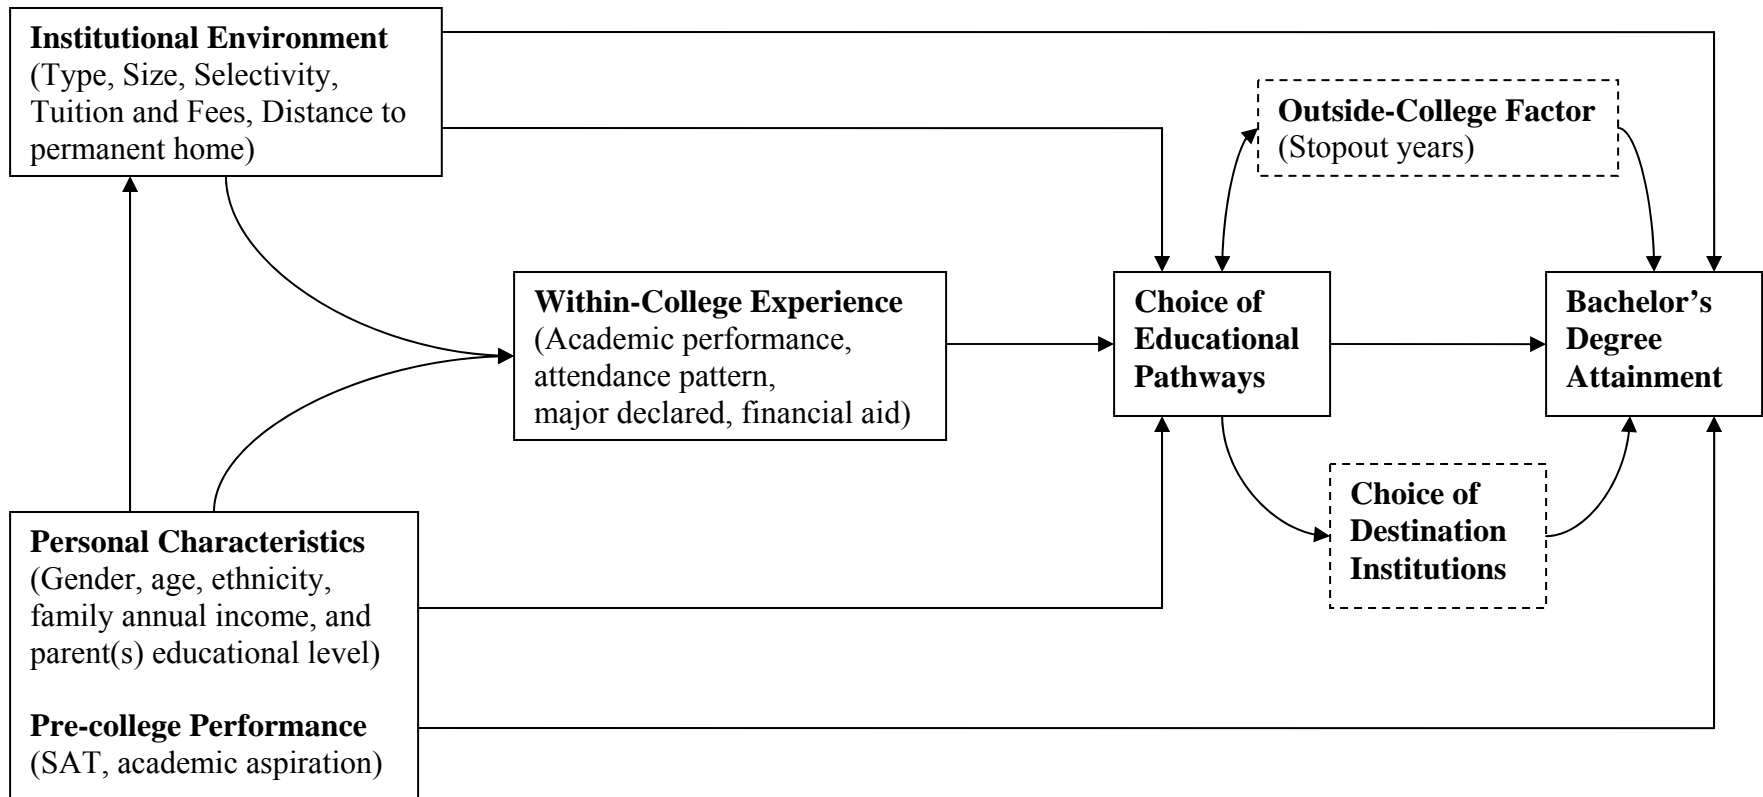 Institutional Environment
(Type, Size, Selectivity,
Tuition and Fees, Distance to
permanent home)
Outside-College Factor
(Stopout years)
Within-College Experience
(Academic performance,
attendance pattern,
major declared, financial aid)
Choice of
Educational
Pathways
Bachelor’s
Degree
Attainment
Choice of
Destination
Institutions
Personal Characteristics
(Gender, age, ethnicity,
family annual income, and
parent(s) educational level)
Pre-college Performance
(SAT, academic aspiration)